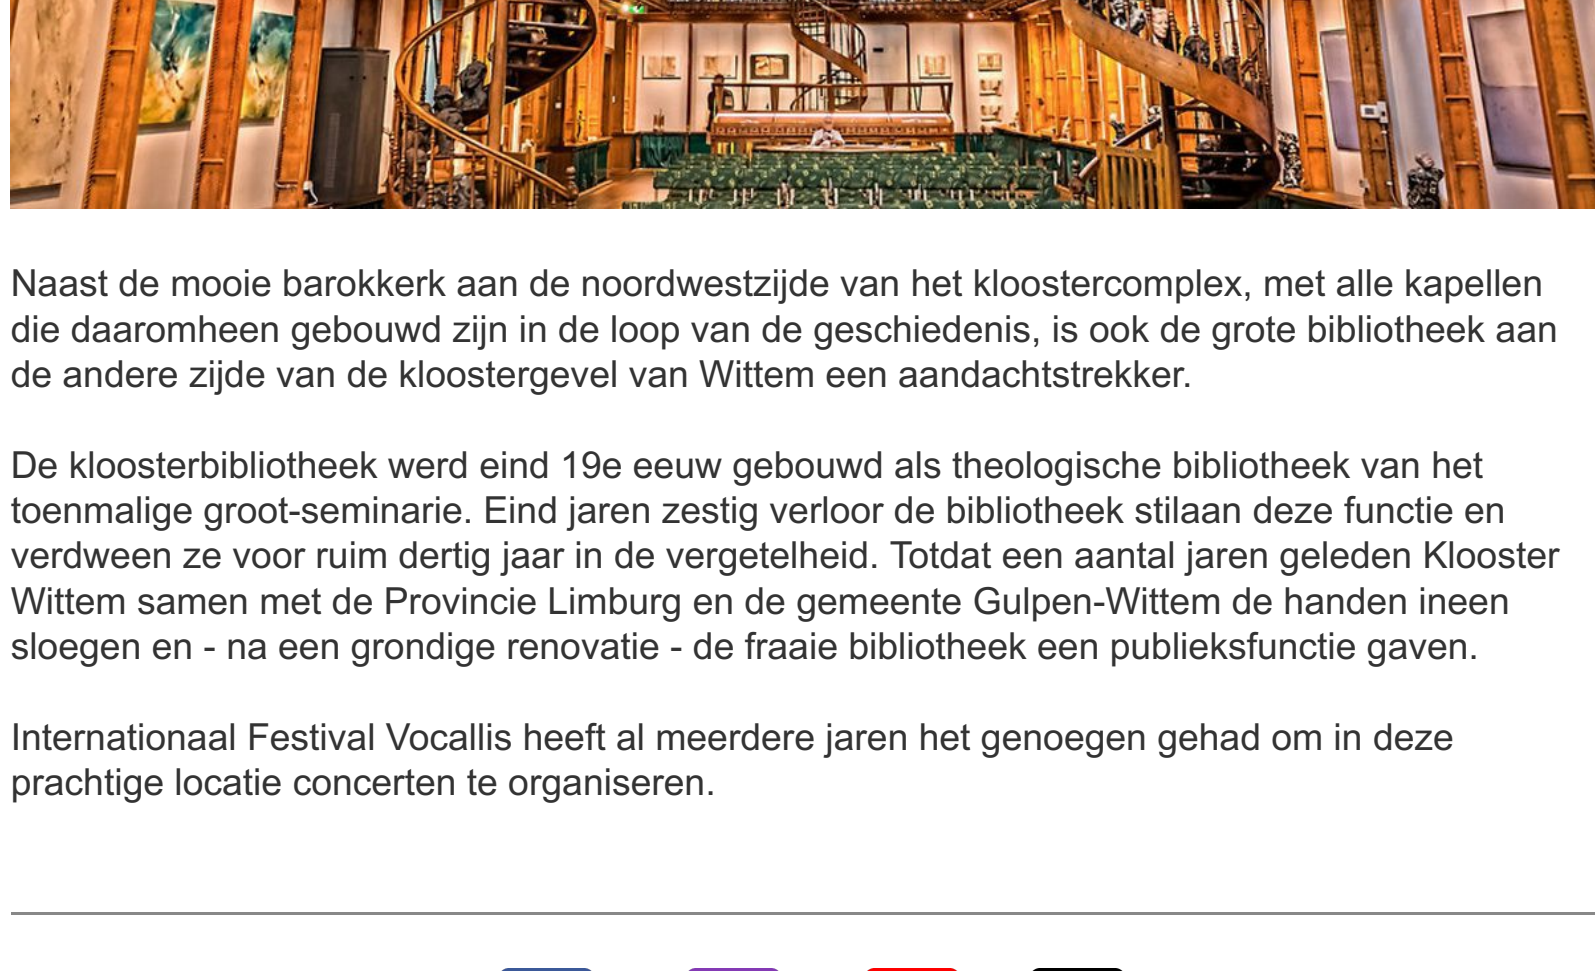 Naast de mooie barokkerk aan de noordwestzijde van het kloostercomplex, met alle kapellen
die daaromheen gebouwd zijn in de loop van de geschiedenis, is ook de grote bibliotheek aan
de andere zijde van de kloostergevel van Wittem een aandachtstrekker.
De kloosterbibliotheek werd eind 19e eeuw gebouwd als theologische bibliotheek van het
toenmalige groot-seminarie. Eind jaren zestig verloor de bibliotheek stilaan deze functie en
verdween ze voor ruim dertig jaar in de vergetelheid. Totdat een aantal jaren geleden Klooster
Wittem samen met de Provincie Limburg en de gemeente Gulpen-Wittem de handen ineen
sloegen en - na een grondige renovatie - de fraaie bibliotheek een publieksfunctie gaven.
Internationaal Festival Vocallis heeft al meerdere jaren het genoegen gehad om in deze
prachtige locatie concerten te organiseren.